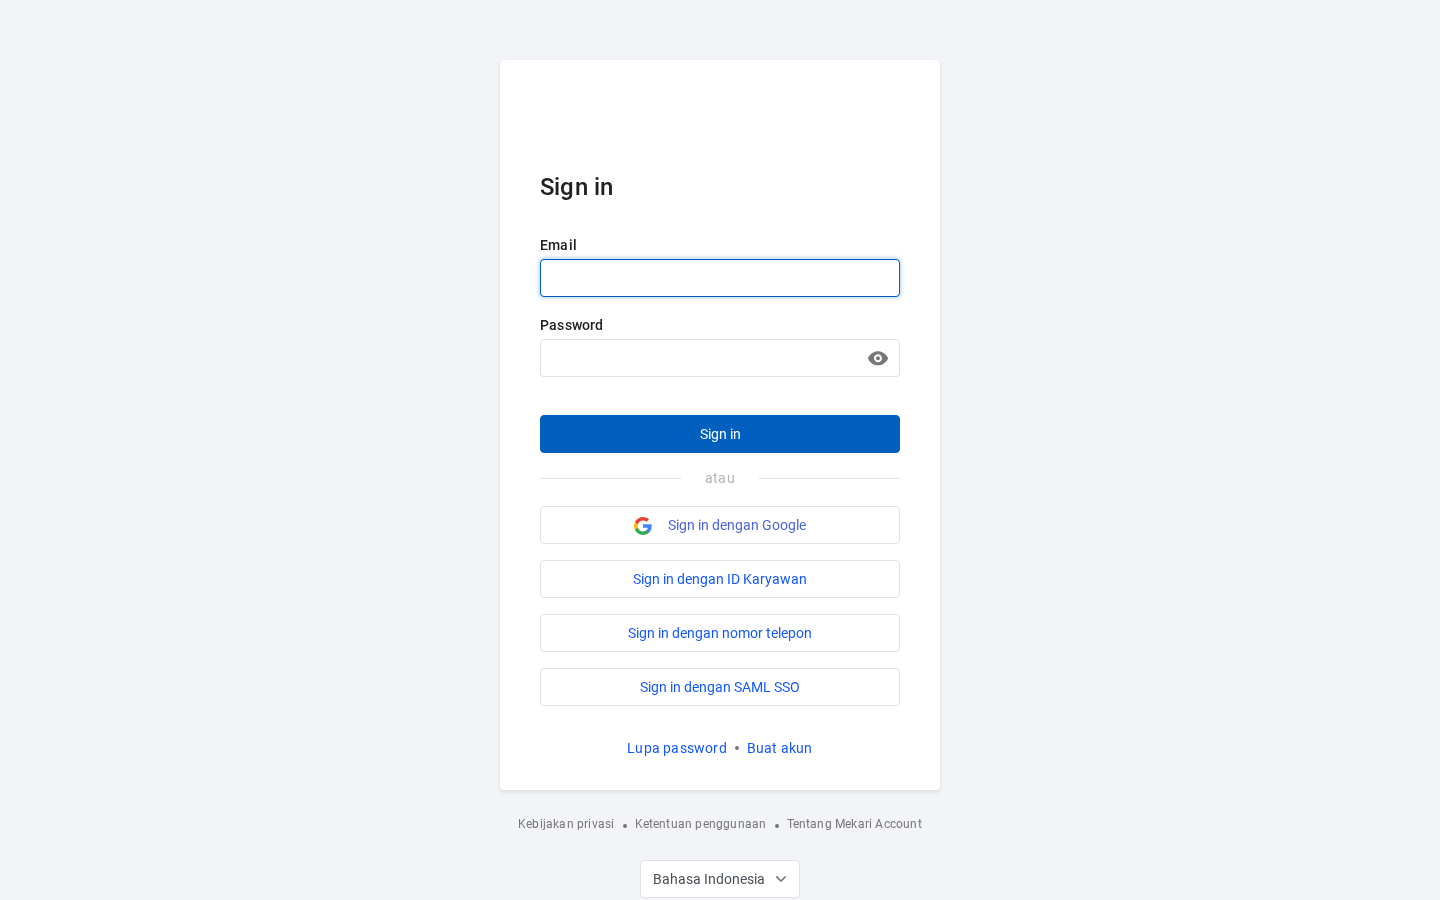 Sign in
Email
Password
Sign in
atau
Sign in dengan Google
Sign in dengan ID Karyawan
Sign in dengan nomor telepon
Sign in dengan SAML SSO
Lupa password • Buat akun
Kebijakan privasi • Ketentuan penggunaan • Tentang Mekari Account
Bahasa Indonesia